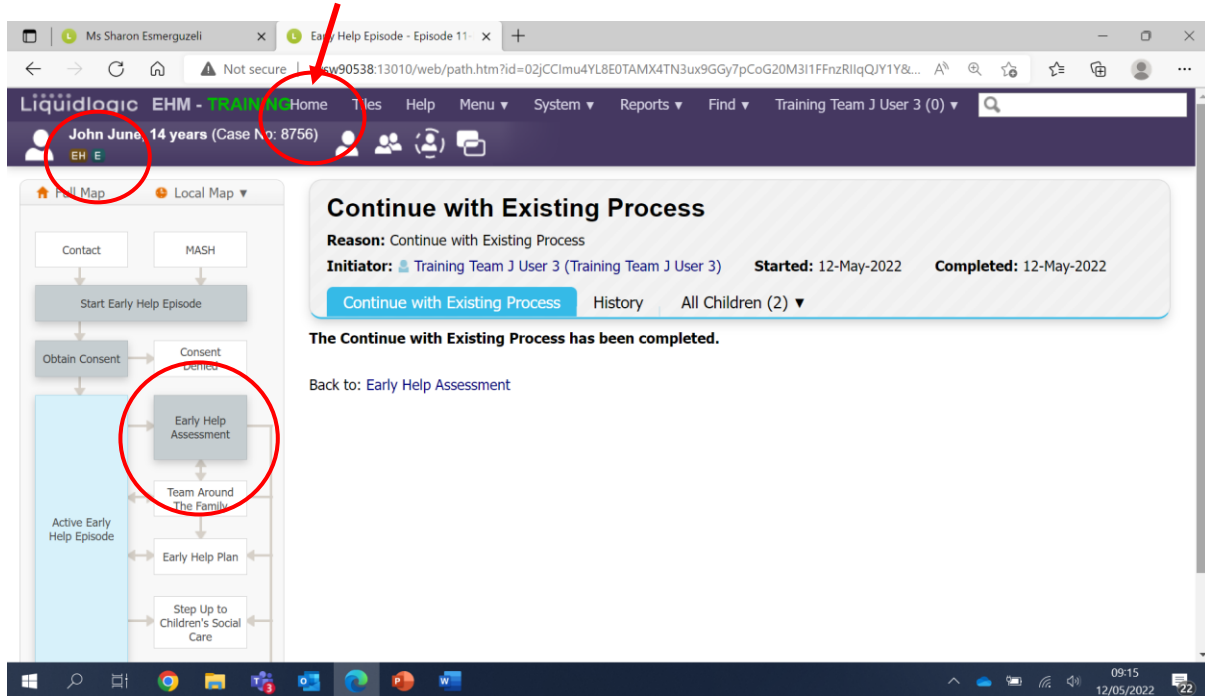 Ms Sharon Esmerguzeli
Early Help Episode - Episode 11-
Not secure
sw90538:13010/web/path.htm?id=
Liquidlogic EHM - TRAINING Home Tiles Help Menu System Reports Find Training Team J User 3 (0)
John June, 14 years (Case No: 8756)
EH E
Full Map Local Map
Contact MASH
Start Early Help Episode
Obtain Consent
Consent
Denied
Early Help
Assessment
Team Around
The Family
Active Early
Help Episode
Early Help Plan
Step Up to
Children's Social
Care
Continue with Existing Process
Reason: Continue with Existing Process
Initiator: Training Team J User 3 (Training Team J User 3) Started: 12-May-2022 Completed: 12-May-2022
Continue with Existing Process History All Children (2)
The Continue with Existing Process has been completed.
Back to: Early Help Assessment
09:15
12/05/2022
22